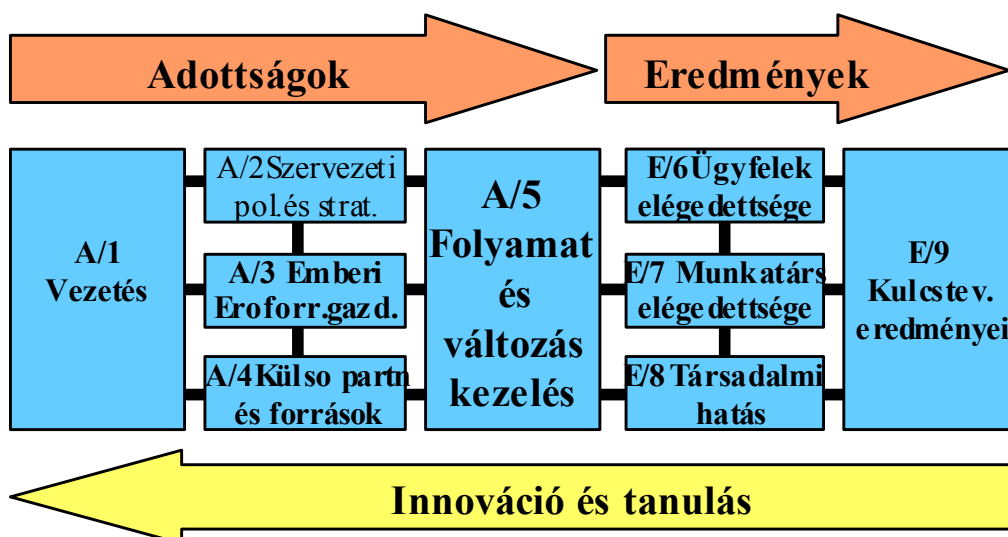 Adottságok
Eredmények
A/1
Vezetés
A/2Szervezeti
pol.és strat.
A/3 Emberi
Eroforr.gazd.
A/4Külso partn
és források
A/5
Folyamat
és
változás
kezelés
E/6Ügyfelek
elégedettsége
E/7 Munkatárs
elégedettsége
E/8 Társadalmi
hatás
E/9
Kulcstev.
eredményei
Innováció és tanulás